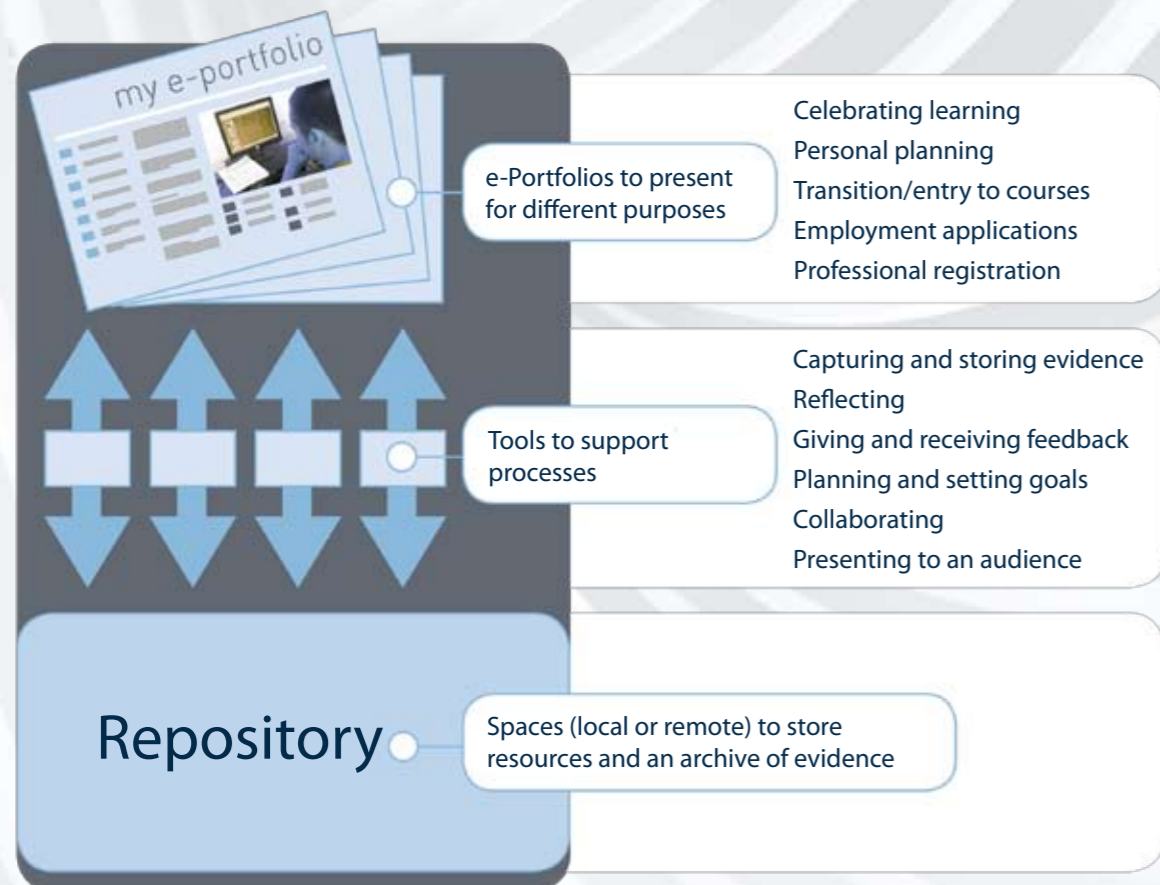 my e-portfolio
e-Portfolios to present
for different purposes
Celebrating learning
Personal planning
Transition/entry to courses
Employment applications
Professional registration
Tools to support
processes
Capturing and storing evidence
Reflecting
Giving and receiving feedback
Planning and setting goals
Collaborating
Presenting to an audience
Repository
Spaces (local or remote) to store
resources and an archive of evidence